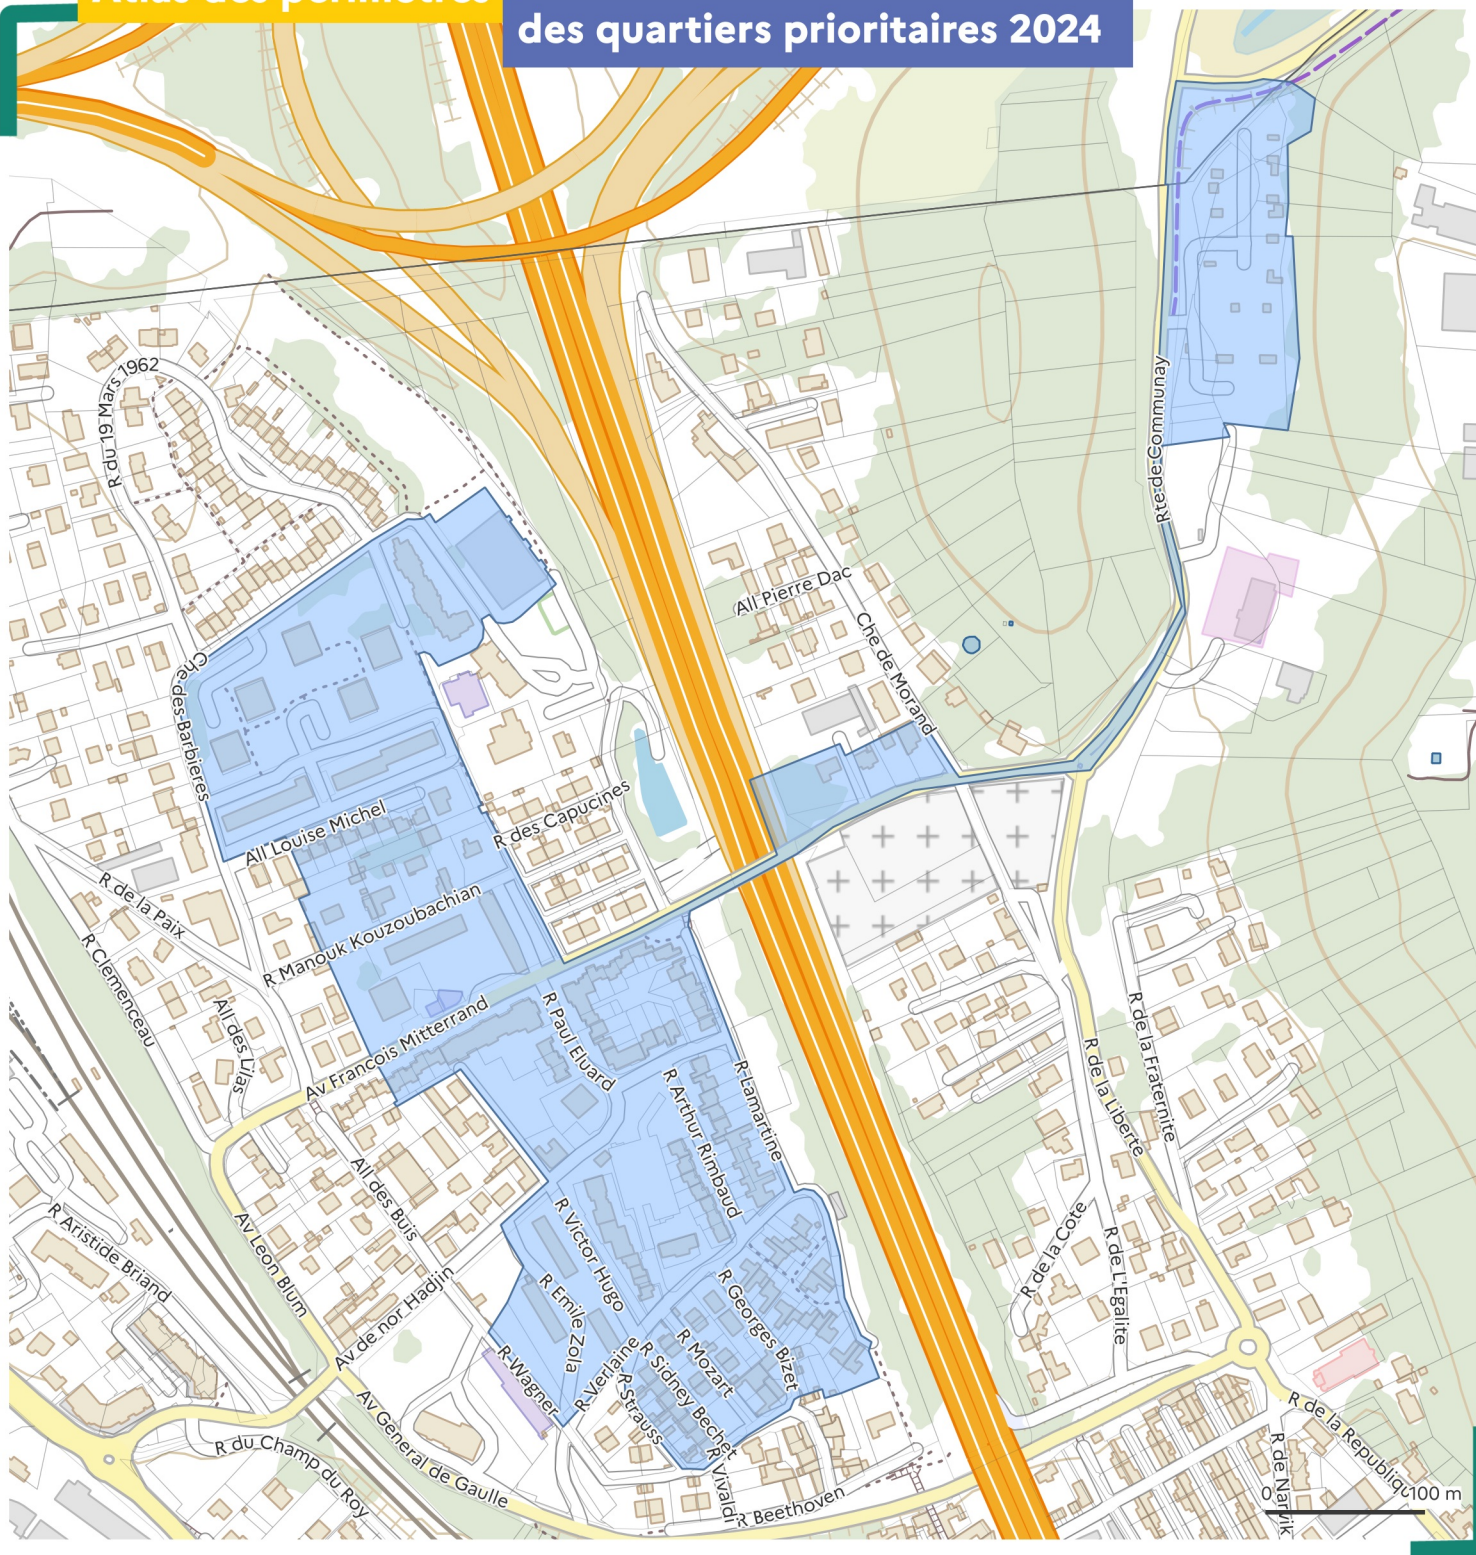 Atlas des périmètres
des quartiers prioritaires 2024
R du 19 Mars 1962
Rte de Communay
All Pierre Dac
Che de Morand
Che des Barbieres
R des Capucines
All Louise Michel
R de la Paix
R Manouk Kouzoubachian
R Clemenceau
All des Lilas
Av Francois Mitterrand
R Paul Eluard
R Lamartine
R Arthur Rimbaud
R de la Fraternite
R de la Liberte
All des Buis
R Aristide Briand
Av Leon Blum
R Victor Hugo
R de la Cote
R de L'Egalite
Av de nor Hadjin
R Emile Zola
R Georges Bizet
R Wagner
R Verlaine
R Mozart
R Sidney Bechet
R Strauss
Av General de Gaulle
R du Champ du Roy
R Vivaldi
R Beethoven
R de la Republiqu
R de Narvik
0
100 m